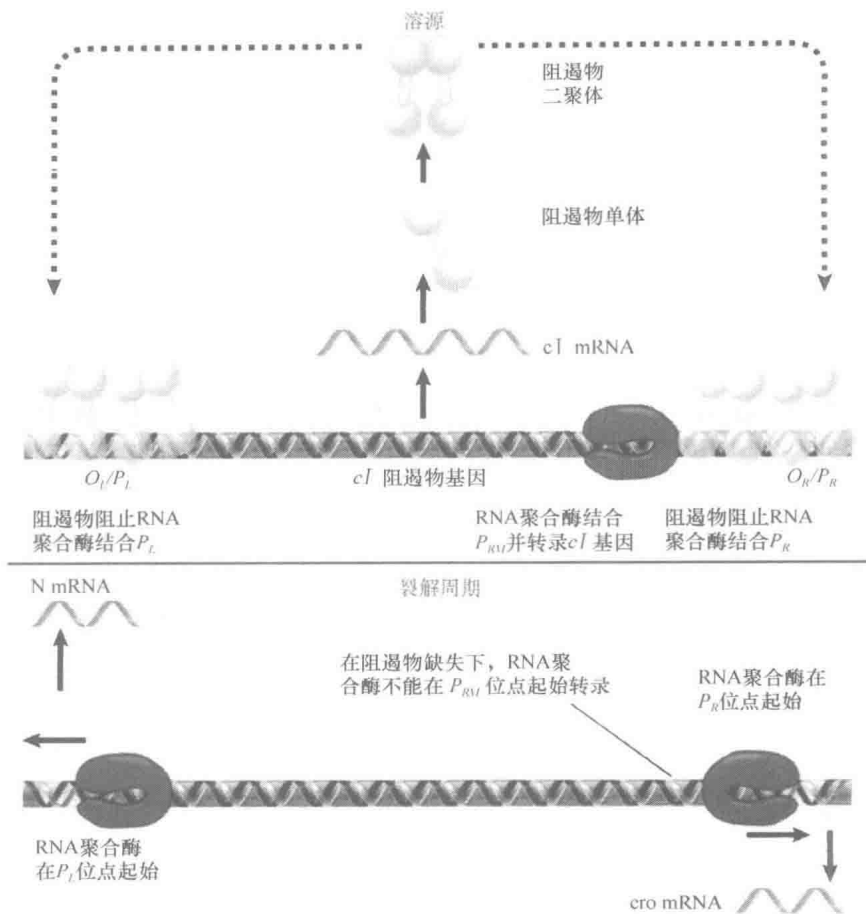 溶源
阻遏物
二聚体
阻遏物单体
cI mRNA
O_L/P_L
cI 阻遏物基因
O_R/P_R
阻遏物阻止RNA
聚合酶结合P_L
RNA聚合酶结合
P_RM并转录cI 基因
阻遏物阻止RNA
聚合酶结合P_R
N mRNA
裂解周期
在阻遏物缺失下，RNA聚
合酶不能在 P_RM 位点起始转录
RNA聚合酶在
P_R位点起始
RNA聚合酶
在P_L位点起始
cro mRNA